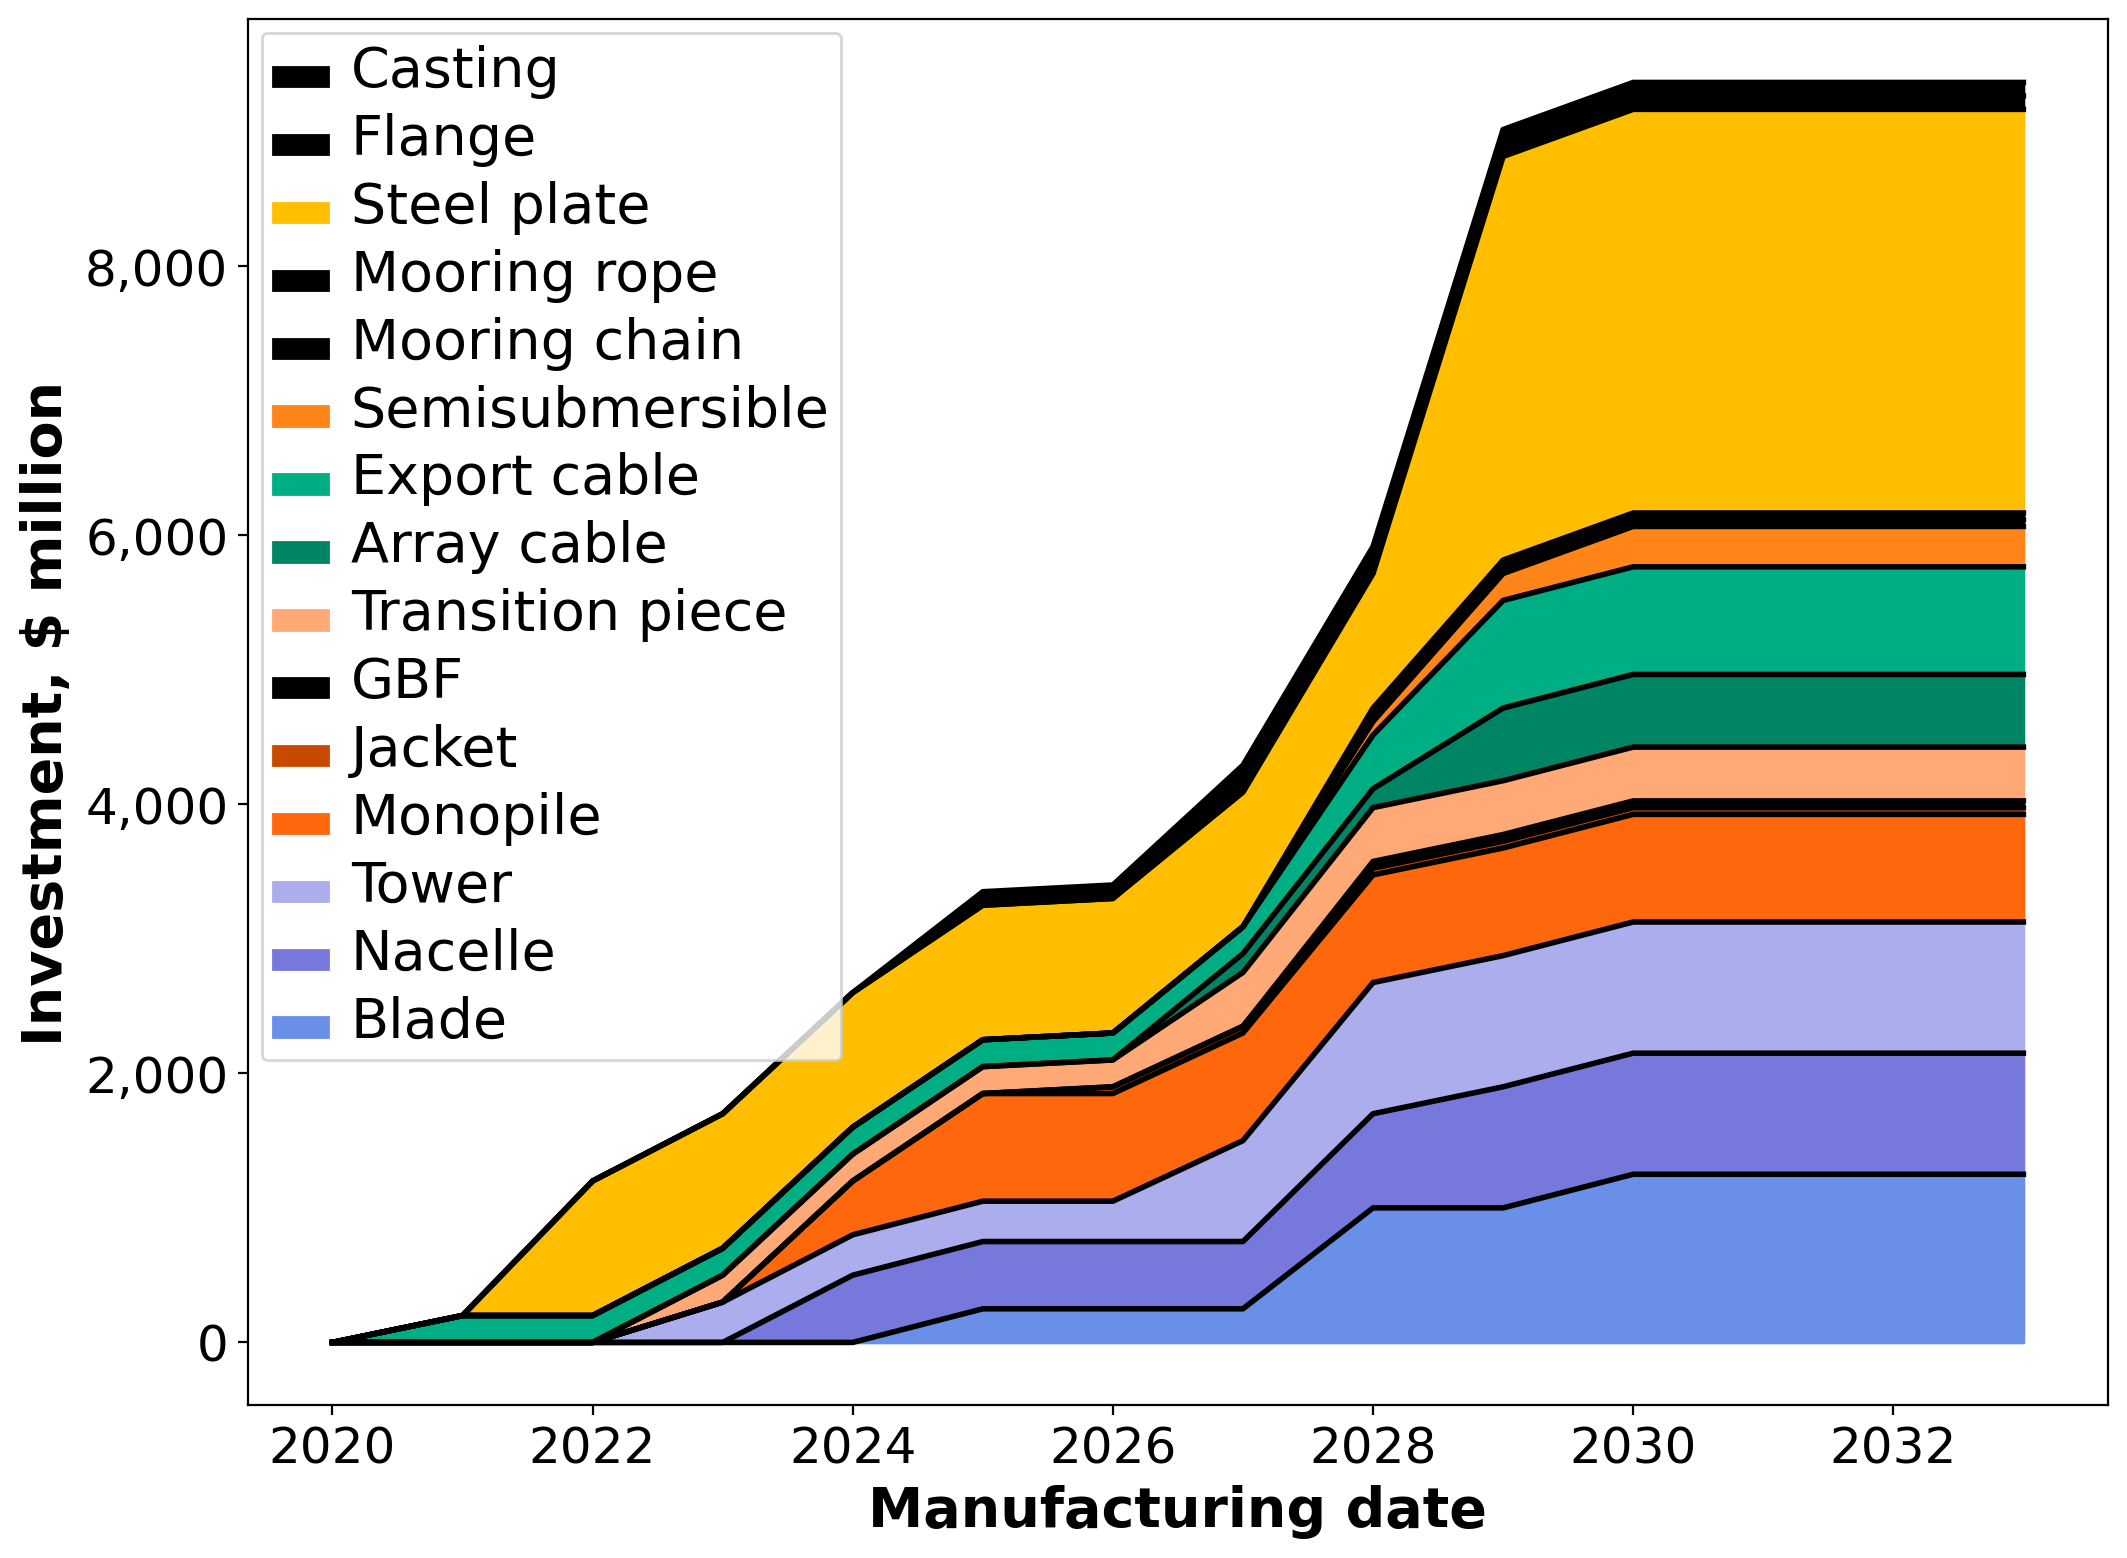 Casting
Flange
Steel plate
Mooring rope
Mooring chain
Semisubmersible
Export cable
Array cable
Transition piece
GBF
Jacket
Monopile
Tower
Nacelle
Blade
Investment, $ million
8,000
6,000
4,000
2,000
0
2020 2022 2024 2026 2028 2030 2032
Manufacturing date